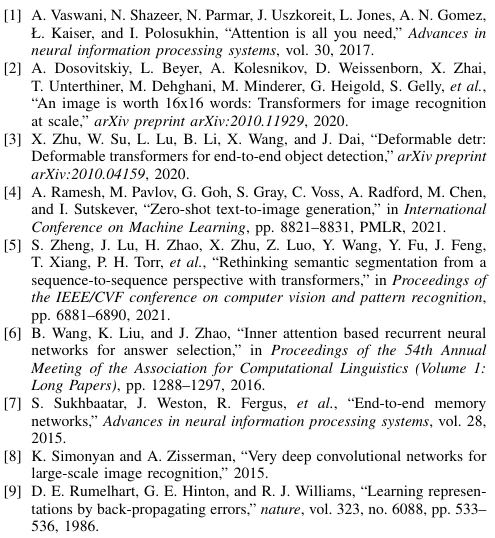 [1] A. Vaswani, N. Shazeer, N. Parmar, J. Uszkoreit, L. Jones, A. N. Gomez,
Ł. Kaiser, and I. Polosukhin, “Attention is all you need,” Advances in
neural information processing systems, vol. 30, 2017.
[2] A. Dosovitskiy, L. Beyer, A. Kolesnikov, D. Weissenborn, X. Zhai,
T. Unterthiner, M. Dehghani, M. Minderer, G. Heigold, S. Gelly, et al.,
“An image is worth 16x16 words: Transformers for image recognition
at scale,” arXiv preprint arXiv:2010.11929, 2020.
[3] X. Zhu, W. Su, L. Lu, B. Li, X. Wang, and J. Dai, “Deformable detr:
Deformable transformers for end-to-end object detection,” arXiv preprint
arXiv:2010.04159, 2020.
[4] A. Ramesh, M. Pavlov, G. Goh, S. Gray, C. Voss, A. Radford, M. Chen,
and I. Sutskever, “Zero-shot text-to-image generation,” in International
Conference on Machine Learning, pp. 8821–8831, PMLR, 2021.
[5] S. Zheng, J. Lu, H. Zhao, X. Zhu, Z. Luo, Y. Wang, Y. Fu, J. Feng,
T. Xiang, P. H. Torr, et al., “Rethinking semantic segmentation from a
sequence-to-sequence perspective with transformers,” in Proceedings of
the IEEE/CVF conference on computer vision and pattern recognition,
pp. 6881–6890, 2021.
[6] B. Wang, K. Liu, and J. Zhao, “Inner attention based recurrent neural
networks for answer selection,” in Proceedings of the 54th Annual
Meeting of the Association for Computational Linguistics (Volume 1:
Long Papers), pp. 1288–1297, 2016.
[7] S. Sukhbaatar, J. Weston, R. Fergus, et al., “End-to-end memory
networks,” Advances in neural information processing systems, vol. 28,
2015.
[8] K. Simonyan and A. Zisserman, “Very deep convolutional networks for
large-scale image recognition,” 2015.
[9] D. E. Rumelhart, G. E. Hinton, and R. J. Williams, “Learning represen-
tations by back-propagating errors,” nature, vol. 323, no. 6088, pp. 533–
536, 1986.